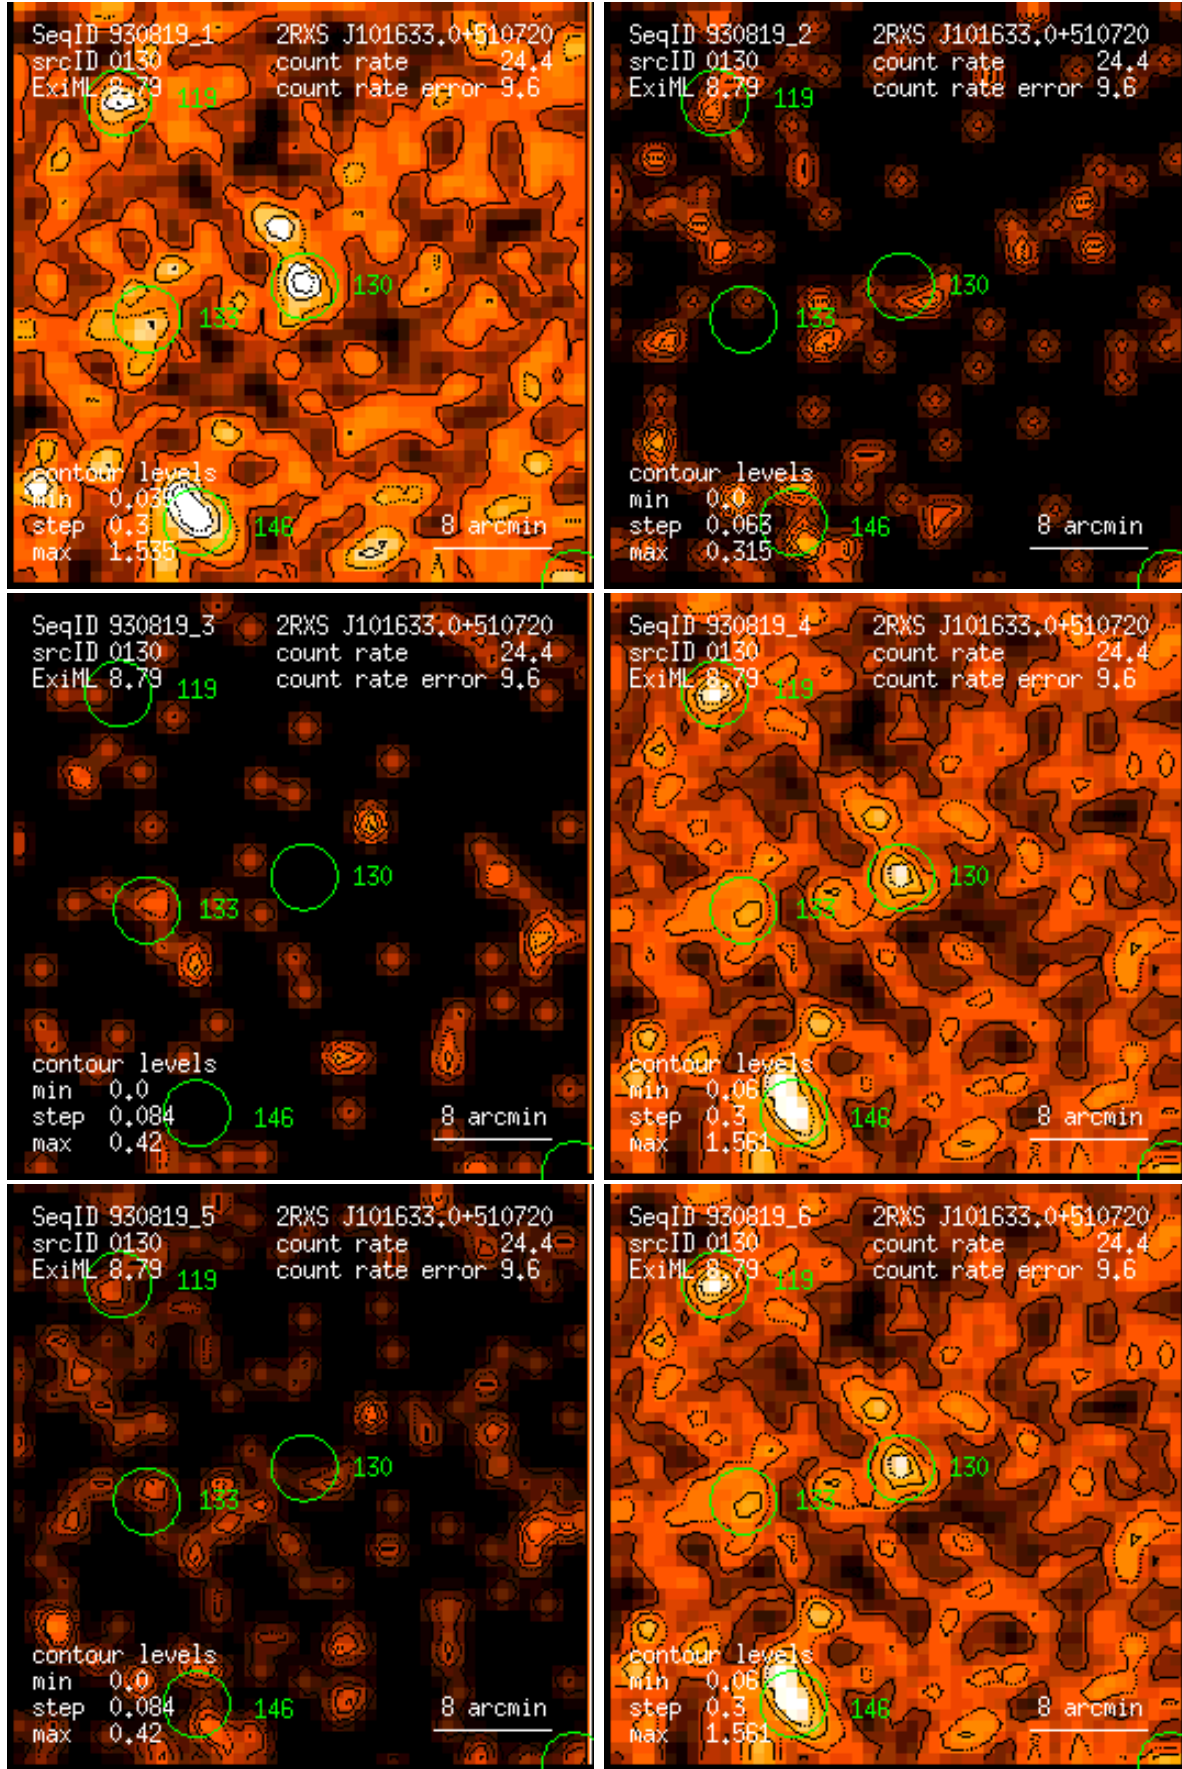 SeqID 930819_1 2RXS J101633.0+510720
srcID 0130 count rate 24.4
ExiML 8.79 count rate error 9.6
119
130
133
contour levels
min 0.039
step 0.3
max 1.535
146
8 arcmin
SeqID 930819_2 2RXS J101633.0+510720
srcID 0130 count rate 24.4
ExiML 8.79 count rate error 9.6
119
130
133
contour levels
min 0.0
step 0.063
max 0.315
146
8 arcmin
SeqID 930819_3 2RXS J101633.0+510720
srcID 0130 count rate 24.4
ExiML 8.79 count rate error 9.6
119
130
133
contour levels
min 0.0
step 0.084
max 0.42
146
8 arcmin
SeqID 930819_4 2RXS J101633.0+510720
srcID 0130 count rate 24.4
ExiML 8.79 count rate error 9.6
119
130
133
contour levels
min 0.06
step 0.3
max 1.561
146
8 arcmin
SeqID 930819_5 2RXS J101633.0+510720
srcID 0130 count rate 24.4
ExiML 8.79 count rate error 9.6
119
130
133
contour levels
min 0.0
step 0.084
max 0.42
146
8 arcmin
SeqID 930819_6 2RXS J101633.0+510720
srcID 0130 count rate 24.4
ExiML 8.79 count rate error 9.6
119
130
133
contour levels
min 0.06
step 0.3
max 1.561
146
8 arcmin